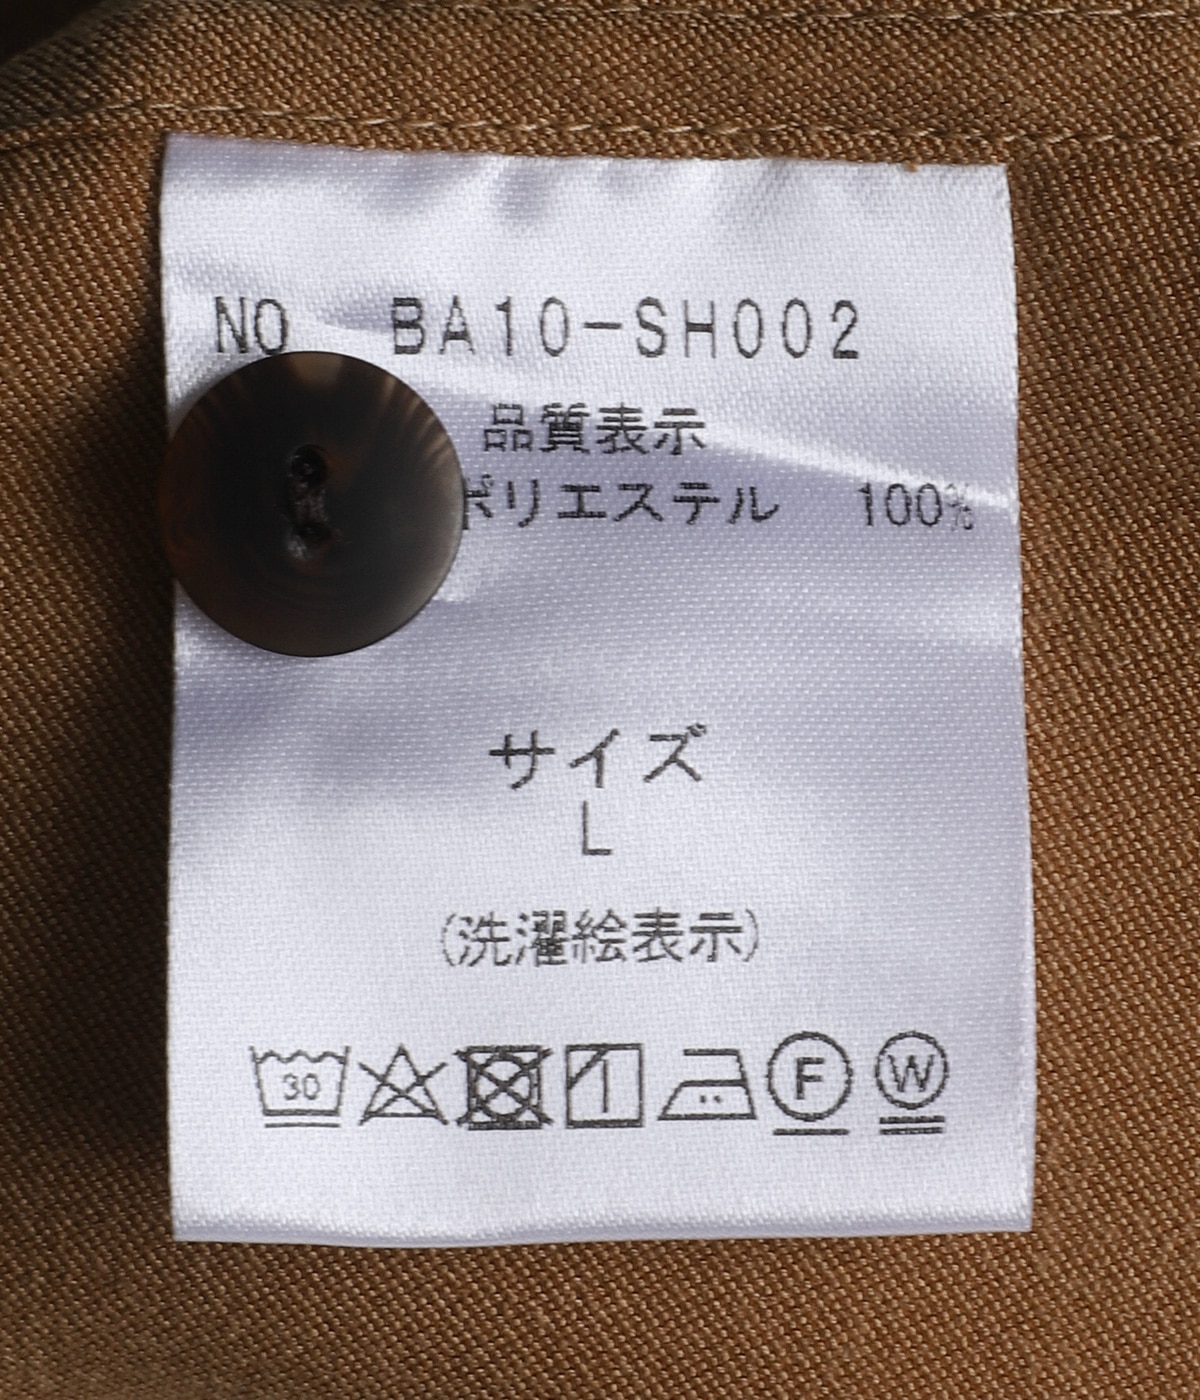 NO BA10-SH002
品質表示
ポリエステル 100%
サイズ
L
(洗濯絵表示)
30 F W